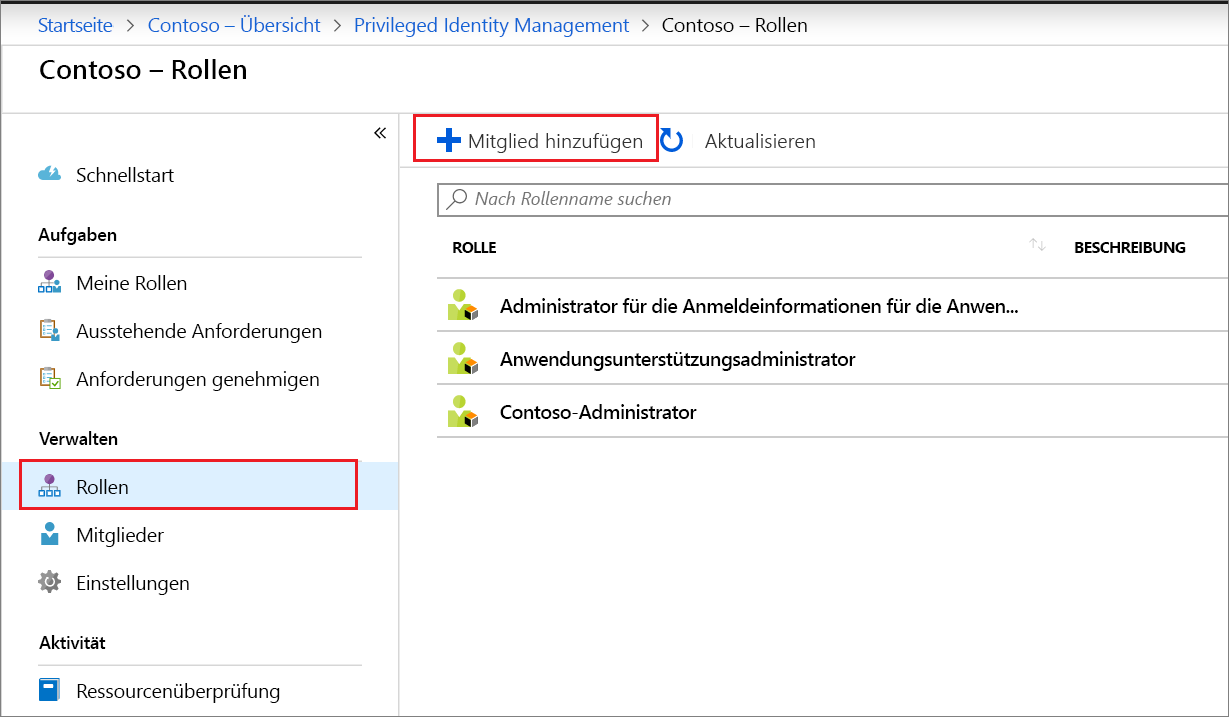 Startseite > Contoso – Übersicht > Privileged Identity Management > Contoso – Rollen
Contoso – Rollen
«
Schnellstart
Aufgaben
Meine Rollen
Ausstehende Anforderungen
Anforderungen genehmigen
Verwalten
Rollen
Mitglieder
Einstellungen
Aktivität
Ressourcenüberprüfung
Mitglied hinzufügen Aktualisieren
Nach Rollenname suchen
ROLLE BESCHREIBUNG
Administrator für die Anmeldeinformationen für die Anwen...
Anwendungsunterstützungsadministrator
Contoso-Administrator